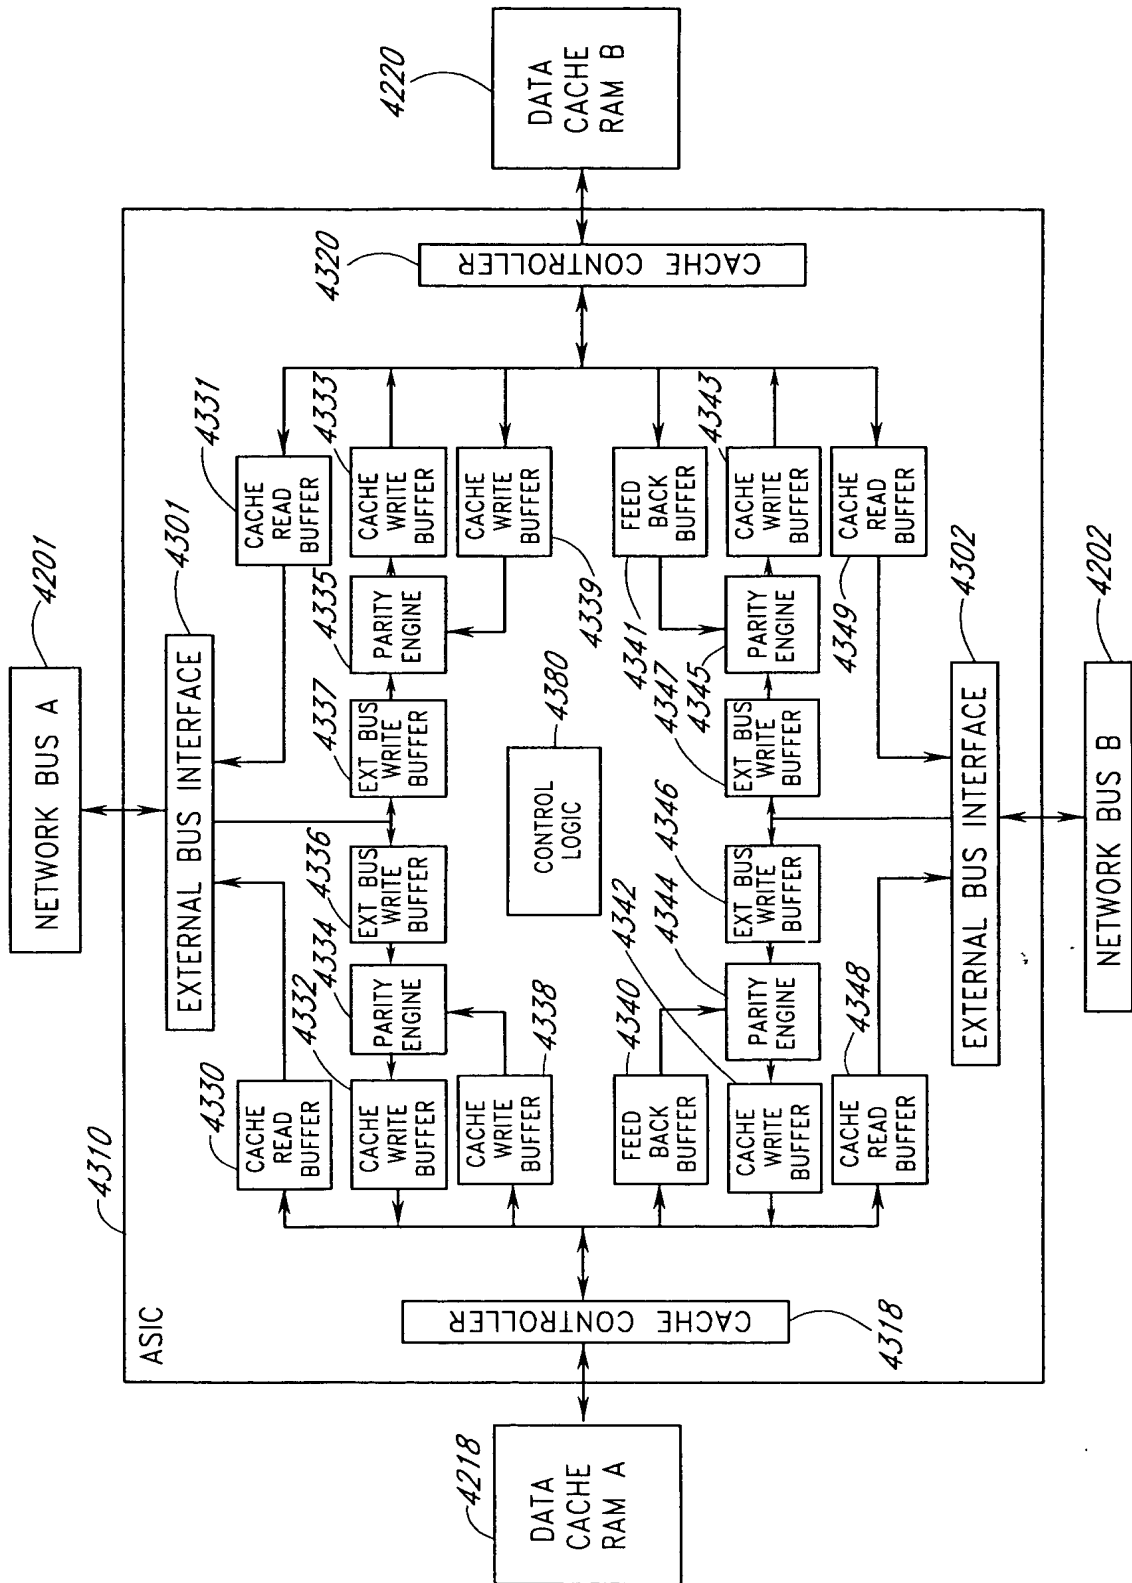 4201
NETWORK BUS A
4310
ASIC
4301
EXTERNAL BUS INTERFACE
4330
CACHE
READ
BUFFER
4331
CACHE
READ
BUFFER
4332
CACHE
WRITE
BUFFER
4334
PARITY
ENGINE
4336
EXT BUS
WRITE
BUFFER
4337
EXT BUS
WRITE
BUFFER
4335
PARITY
ENGINE
4333
CACHE
WRITE
BUFFER
4338
CACHE
WRITE
BUFFER
4339
CACHE
WRITE
BUFFER
4218
DATA
CACHE
RAM A
4318
CACHE CONTROLLER
4380
CONTROL
LOGIC
4320
CACHE CONTROLLER
4220
DATA
CACHE
RAM B
4340
FEED
BACK
BUFFER
4341
FEED
BACK
BUFFER
4342
CACHE
WRITE
BUFFER
4344
PARITY
ENGINE
4346
EXT BUS
WRITE
BUFFER
4347
EXT BUS
WRITE
BUFFER
4345
PARITY
ENGINE
4343
CACHE
WRITE
BUFFER
4348
CACHE
READ
BUFFER
4349
CACHE
READ
BUFFER
4302
EXTERNAL BUS INTERFACE
4202
NETWORK BUS B